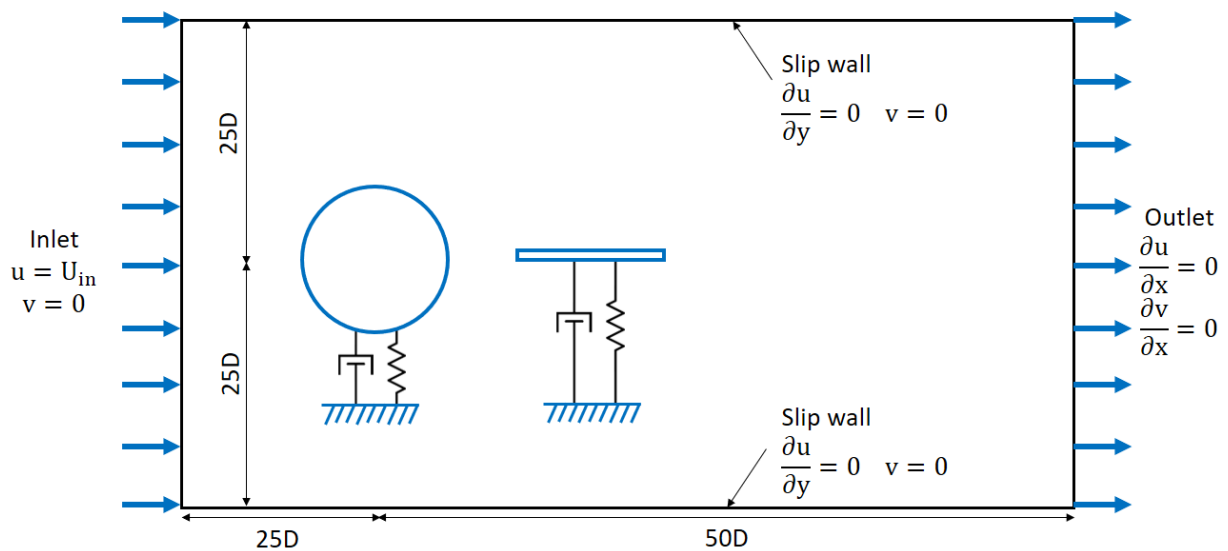 Slip wall
∂u/∂y = 0 v = 0
25D
Inlet
u = U_in
v = 0
Outlet
∂u/∂x = 0
∂v/∂x = 0
25D
Slip wall
∂u/∂y = 0 v = 0
25D
50D